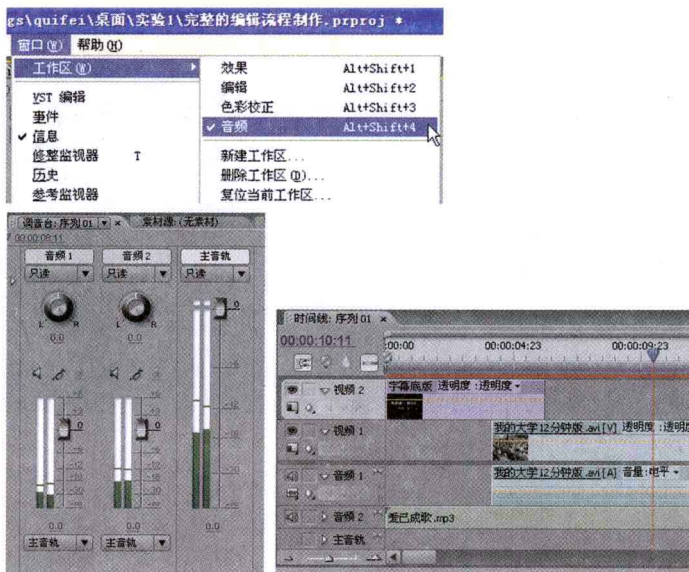 gs\quifei\桌面\实验1\完整的编辑流程制作.prproj *
窗口(W) 帮助(H)
工作区(W)
VST 编辑
事件
信息
修整监视器 T
历史
参考监视器
效果 Alt+Shift+1
编辑 Alt+Shift+2
色彩校正 Alt+Shift+3
音频 Alt+Shift+4
新建工作区...
删除工作区(D)...
复位当前工作区...
调音台: 序列 01 × 素材源: (无素材)
00:00:09:11
音频 1 音频 2 主音轨
只读 只读 只读
L R L R
0.0 0.0
0
0 0
0.0 0.0 0.0
主音轨 主音轨
时间线: 序列 01 ×
00:00:10:11 :00:00 00:00:04:23 00:00:09:23
视频 2 字幕底版 透明度:透明度
视频 1 我的大学12分钟版.avi[V] 透明度:透明度
音频 1 我的大学12分钟版.avi[A] 音量:电平
音频 2 爱已成歌.mp3
主音轨